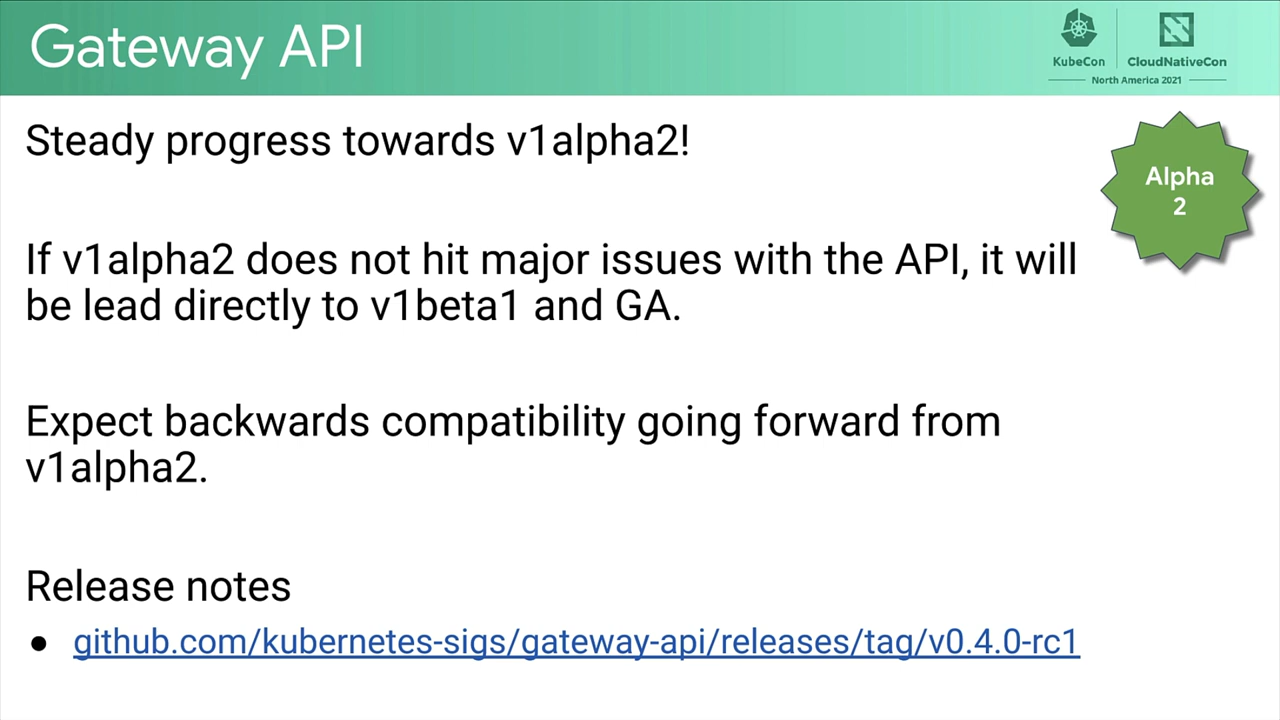 Gateway API
KubeCon
CloudNativeCon
North America 2021
Steady progress towards v1alpha2!
Alpha
2
If v1alpha2 does not hit major issues with the API, it will
be lead directly to v1beta1 and GA.
Expect backwards compatibility going forward from
v1alpha2.
Release notes
● github.com/kubernetes-sigs/gateway-api/releases/tag/v0.4.0-rc1